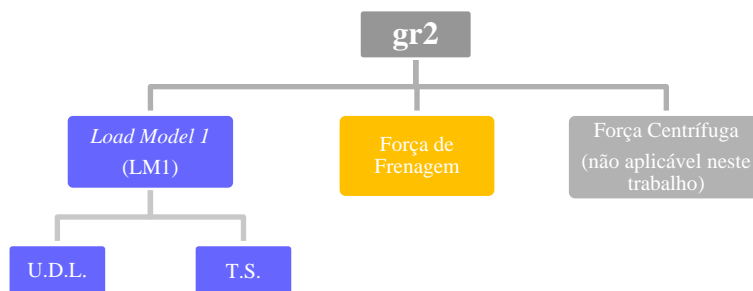 gr2
Load Model 1
(LM1)
Força de
Frenagem
Força Centrífuga
(não aplicável neste
trabalho)
U.D.L.
T.S.